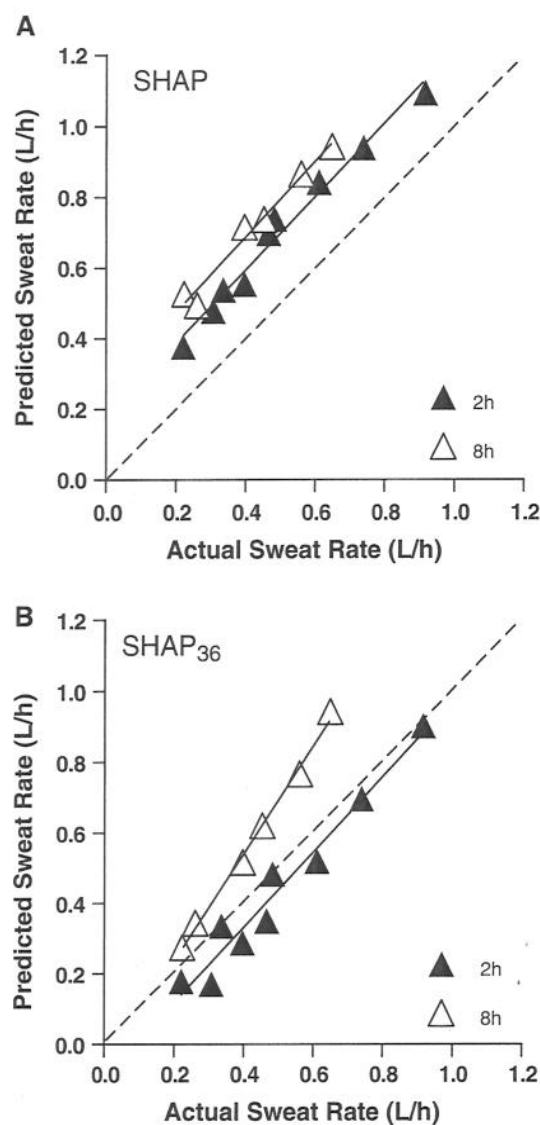 A
SHAP
Predicted Sweat Rate (L/h)
1.2
1.0
0.8
0.6
0.4
0.2
0.0
2h
8h
0.0 0.2 0.4 0.6 0.8 1.0 1.2
Actual Sweat Rate (L/h)
B
SHAP36
Predicted Sweat Rate (L/h)
1.2
1.0
0.8
0.6
0.4
0.2
0.0
2h
8h
0.0 0.2 0.4 0.6 0.8 1.0 1.2
Actual Sweat Rate (L/h)